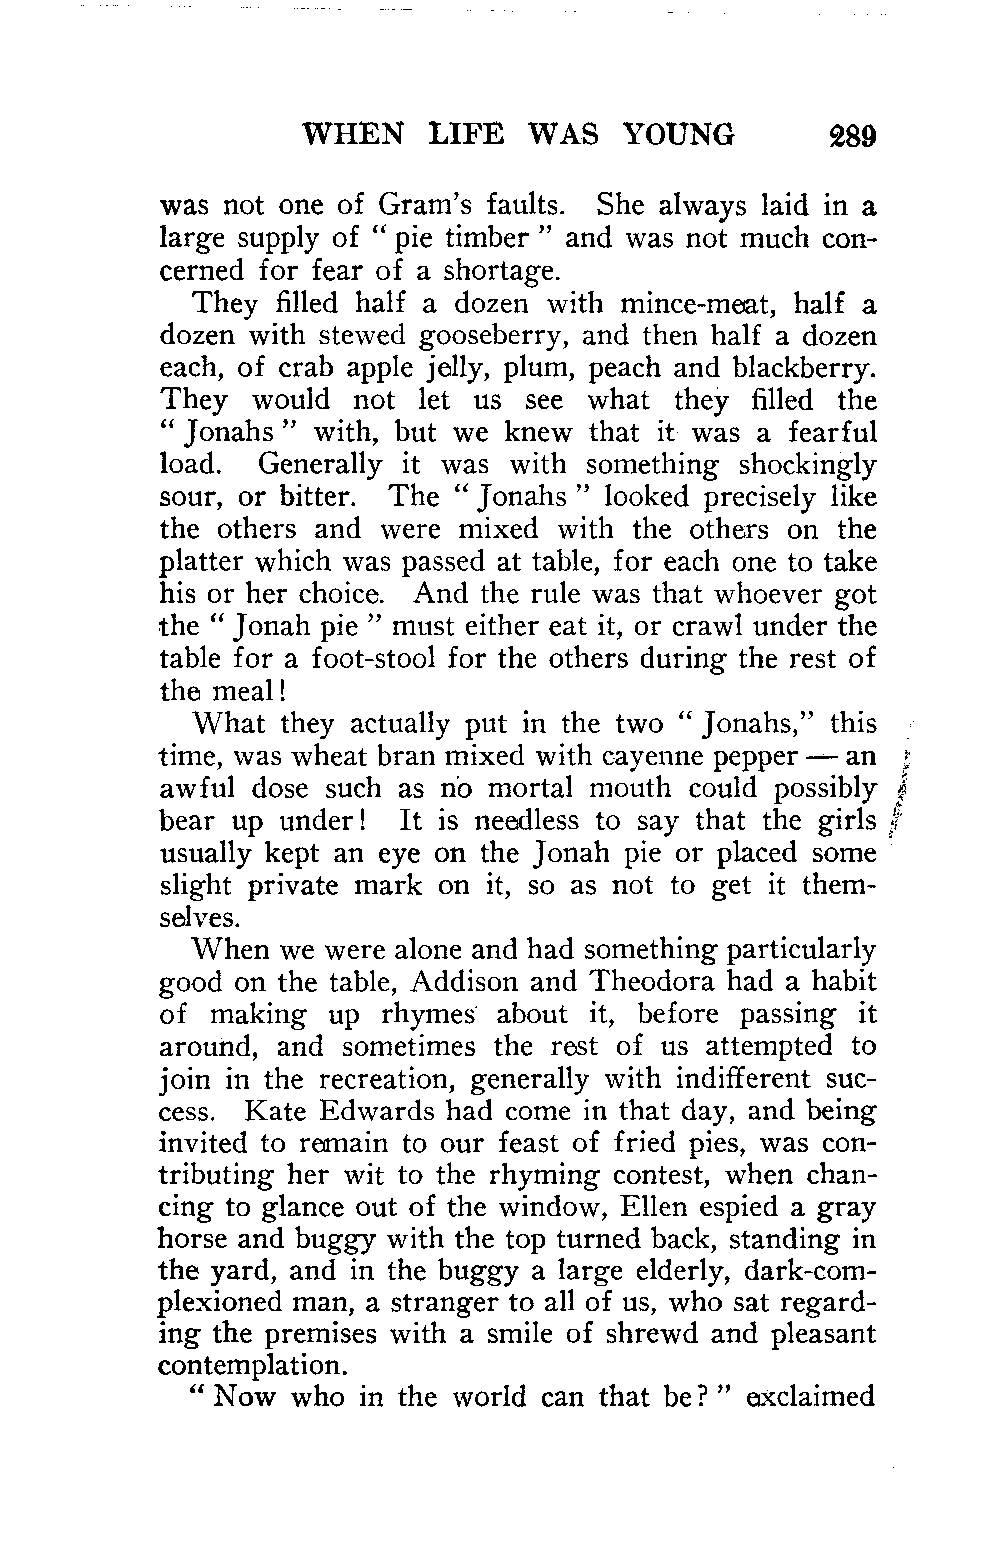 WHEN LIFE WAS YOUNG 289
was not one of Gram's faults. She always laid in a
large supply of " pie timber " and was not much con-
cerned for fear of a shortage.
They filled half a dozen with mince-meat, half a
dozen with stewed gooseberry, and then half a dozen
each, of crab apple jelly, plum, peach and blackberry.
They would not let us see what they filled the
" Jonahs " with, but we knew that it was a fearful
load. Generally it was with something shockingly
sour, or bitter. The " Jonahs " looked precisely like
the others and were mixed with the others on the
platter which was passed at table, for each one to take
his or her choice. And the rule was that whoever got
the " Jonah pie " must either eat it, or crawl under the
table for a foot-stool for the others during the rest of
the meal!
What they actually put in the two " Jonahs," this
time, was wheat bran mixed with cayenne pepper — an
awful dose such as no mortal mouth could possibly
bear up under! It is needless to say that the girls
usually kept an eye on the Jonah pie or placed some
slight private mark on it, so as not to get it them-
selves.
When we were alone and had something particularly
good on the table, Addison and Theodora had a habit
of making up rhymes about it, before passing it
around, and sometimes the rest of us attempted to
join in the recreation, generally with indifferent suc-
cess. Kate Edwards had come in that day, and being
invited to remain to our feast of fried pies, was con-
tributing her wit to the rhyming contest, when chan-
cing to glance out of the window, Ellen espied a gray
horse and buggy with the top turned back, standing in
the yard, and in the buggy a large elderly, dark-com-
plexioned man, a stranger to all of us, who sat regard-
ing the premises with a smile of shrewd and pleasant
contemplation.
" Now who in the world can that be? " exclaimed